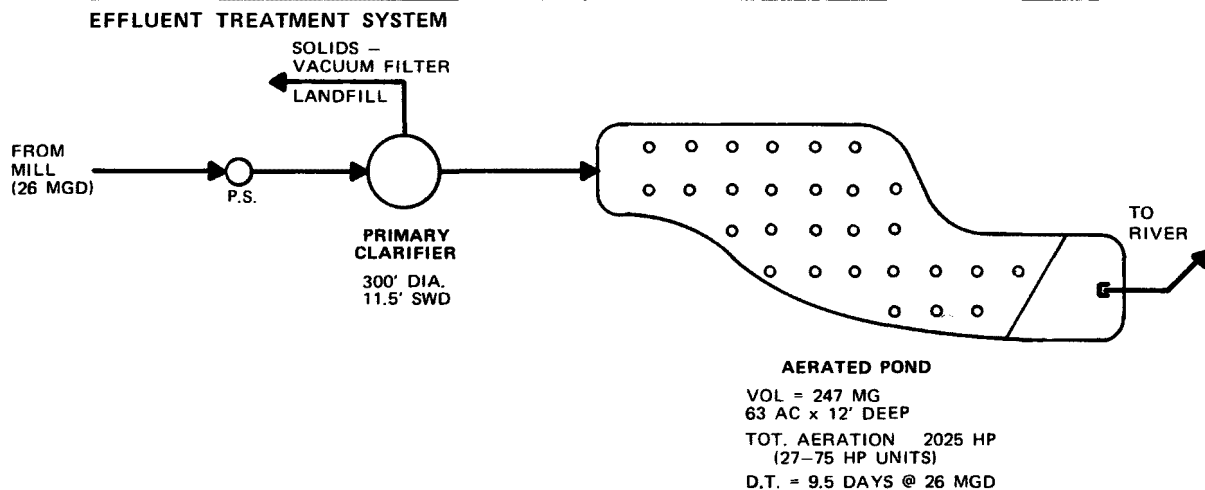 EFFLUENT TREATMENT SYSTEM
SOLIDS –
VACUUM FILTER
LANDFILL
FROM
MILL
(26 MGD)
P.S.
PRIMARY
CLARIFIER
300' DIA.
11.5' SWD
TO
RIVER
AERATED POND
VOL = 247 MG
63 AC x 12' DEEP
TOT. AERATION 2025 HP
(27–75 HP UNITS)
D.T. = 9.5 DAYS @ 26 MGD